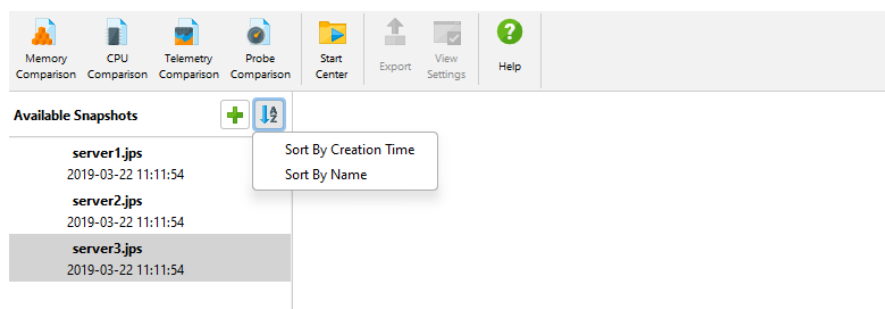 Memory Comparison
CPU Comparison
Telemetry Comparison
Probe Comparison
Start Center
Export
View Settings
Help
Available Snapshots
A Z
Sort By Creation Time
Sort By Name
server1.jps
2019-03-22 11:11:54
server2.jps
2019-03-22 11:11:54
server3.jps
2019-03-22 11:11:54